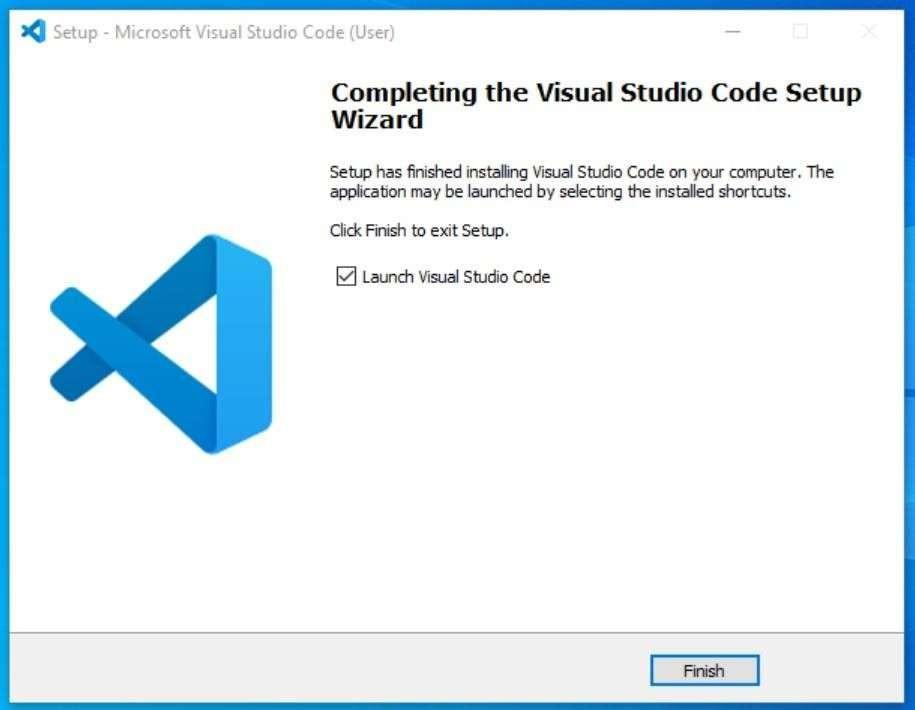 Setup - Microsoft Visual Studio Code (User)
Completing the Visual Studio Code Setup
Wizard
Setup has finished installing Visual Studio Code on your computer. The
application may be launched by selecting the installed shortcuts.
Click Finish to exit Setup.
Launch Visual Studio Code
Finish